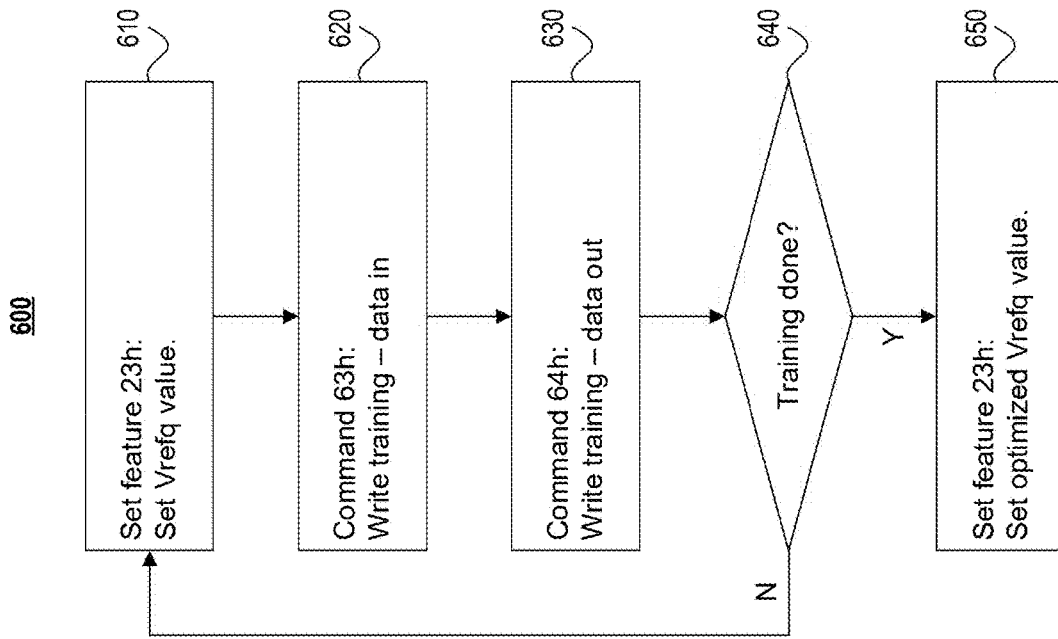 600
Set feature 23h:
Set Vrefq value.
610
Command 63h:
Write training – data in
620
Command 64h:
Write training – data out
630
Training done?
640
N
Y
Set feature 23h:
Set optimized Vrefq value.
650